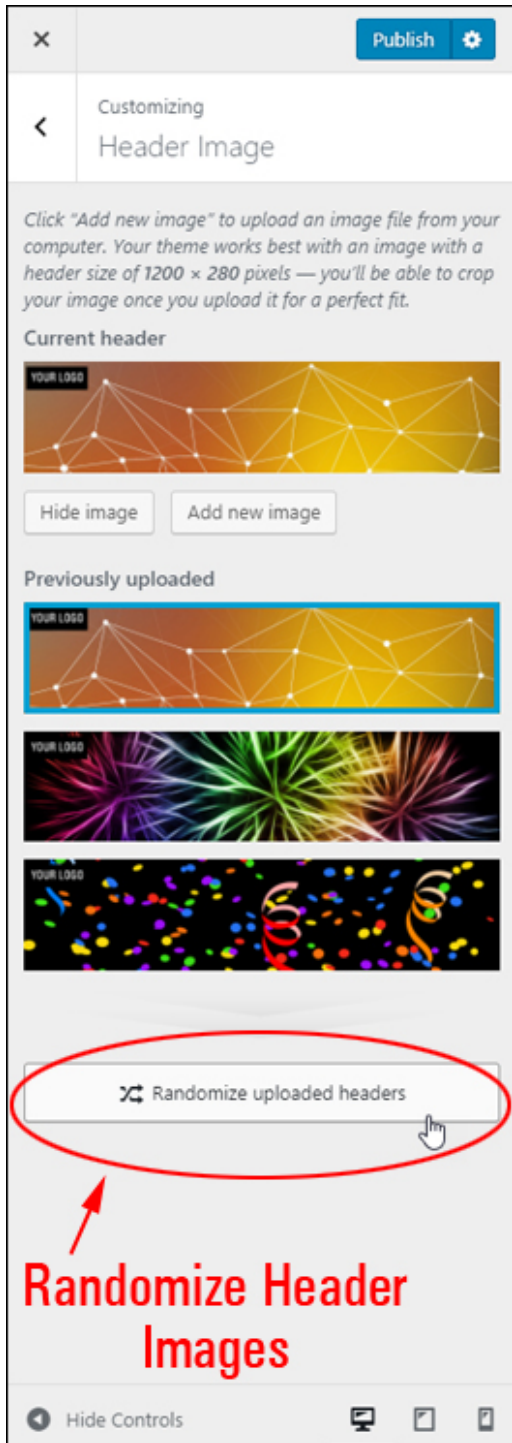 Publish
Customizing
Header Image
Click "Add new image" to upload an image file from your
computer. Your theme works best with an image with a
header size of 1200 × 280 pixels — you'll be able to crop
your image once you upload it for a perfect fit.
Current header
YOUR LOGO
Hide image Add new image
Previously uploaded
YOUR LOGO
YOUR LOGO
YOUR LOGO
Randomize uploaded headers
Randomize Header
Images
Hide Controls